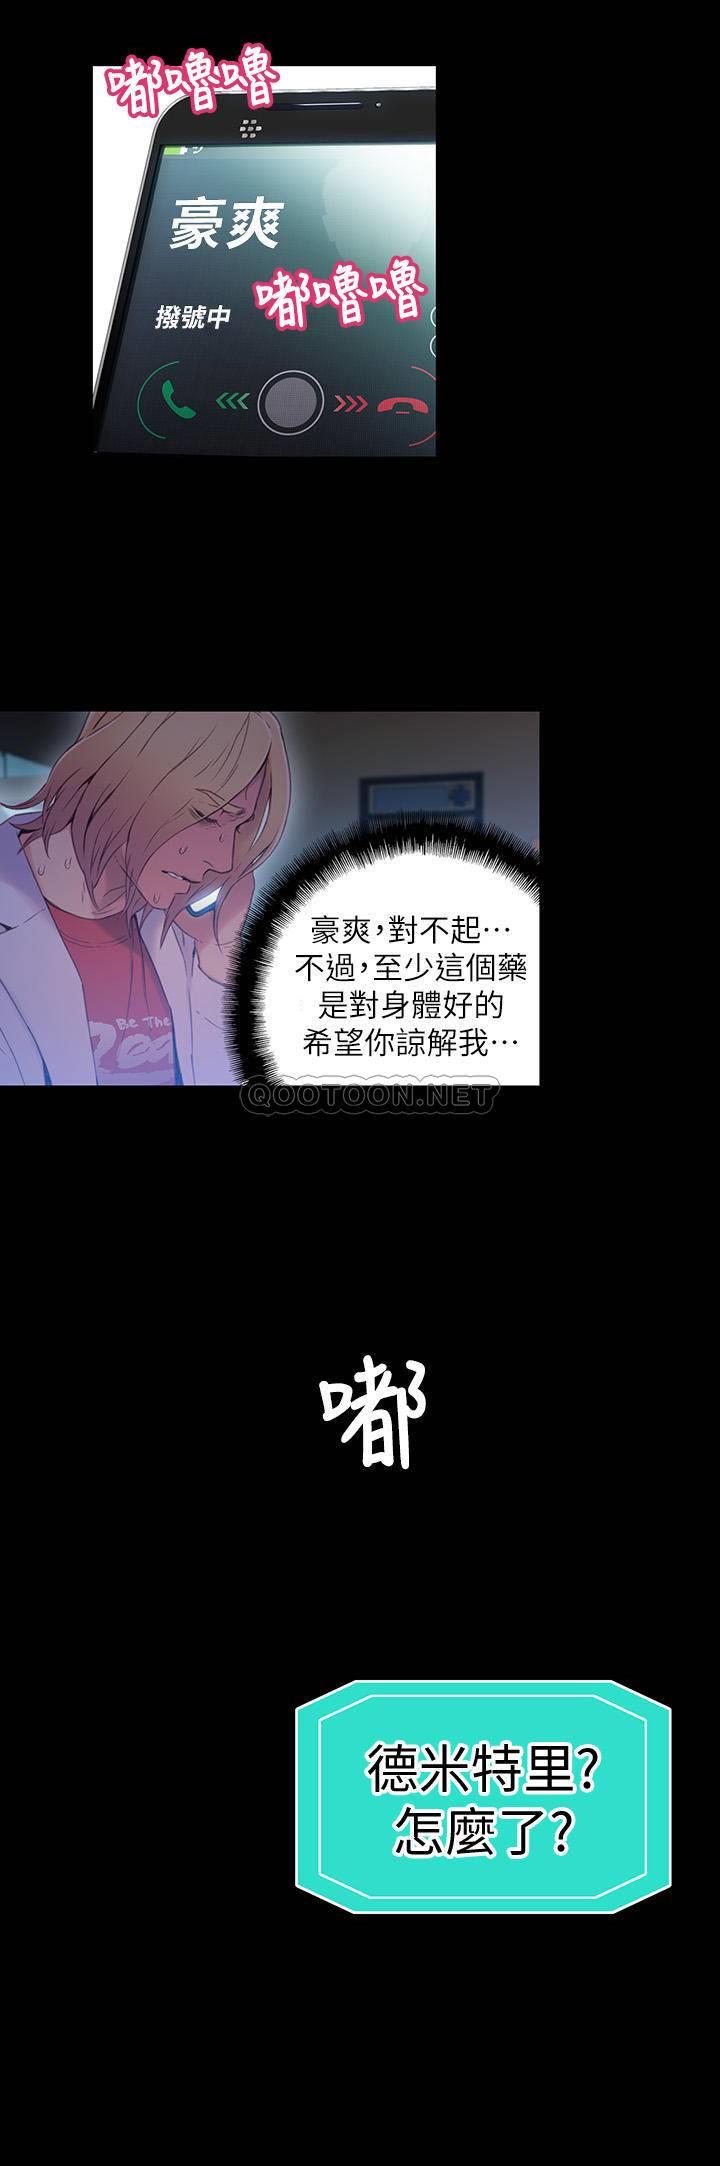 嘟嚕嚕
豪爽
嘟嚕嚕
撥號中
Be The
豪爽,對不起…
不過,至少這個藥
是對身體好的
希望你諒解我…
QOOTOON.NET
嘟
德米特里?
怎麼了?